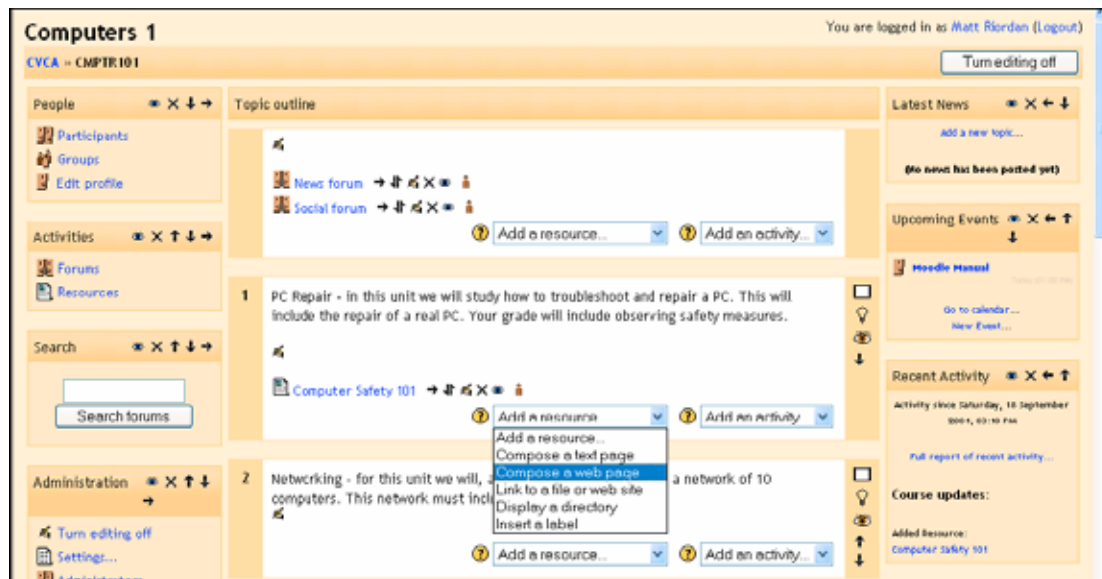 Computers 1
You are logged in as Matt Riordan (Logout)
CVCA » CMPTR101
Turn editing off
People
Participants
Groups
Edit profile
Activities
Forums
Resources
Search
Search forums
Administration
Turn editing off
Settings...
Topic outline
News forum
Social forum
Add a resource...
Add an activity...
1
PC Repair - in this unit we will study how to troubleshoot and repair a PC. This will
include the repair of a real PC. Your grade will include observing safety measures.
Computer Safety 101
Add a resource
Add an activity
Add a resource...
Compose a text page
Compose a web page
Link to a file or web site
Display a directory
Insert a label
2
Networking - for this unit we will, a network of 10
computers. This network must
Add a resource...
Add an activity...
Latest News
Add a new topic...
(No news has been posted yet)
Upcoming Events
Moodle Manual
Go to calendar...
New Event...
Recent Activity
Activity since Saturday, 18 September
Full report of recent activity...
Course updates:
Added Resource:
Computer Safety 101